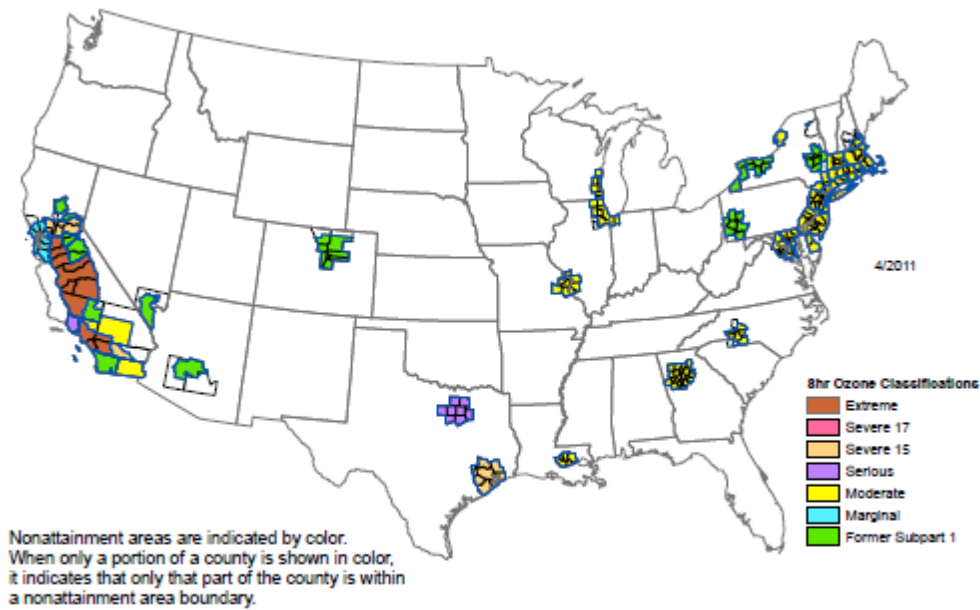 4/2011
8hr Ozone Classifications
Extreme
Severe 17
Severe 15
Serious
Moderate
Marginal
Former Subpart 1
Nonattainment areas are indicated by color.
When only a portion of a county is shown in color,
it indicates that only that part of the county is within
a nonattainment area boundary.